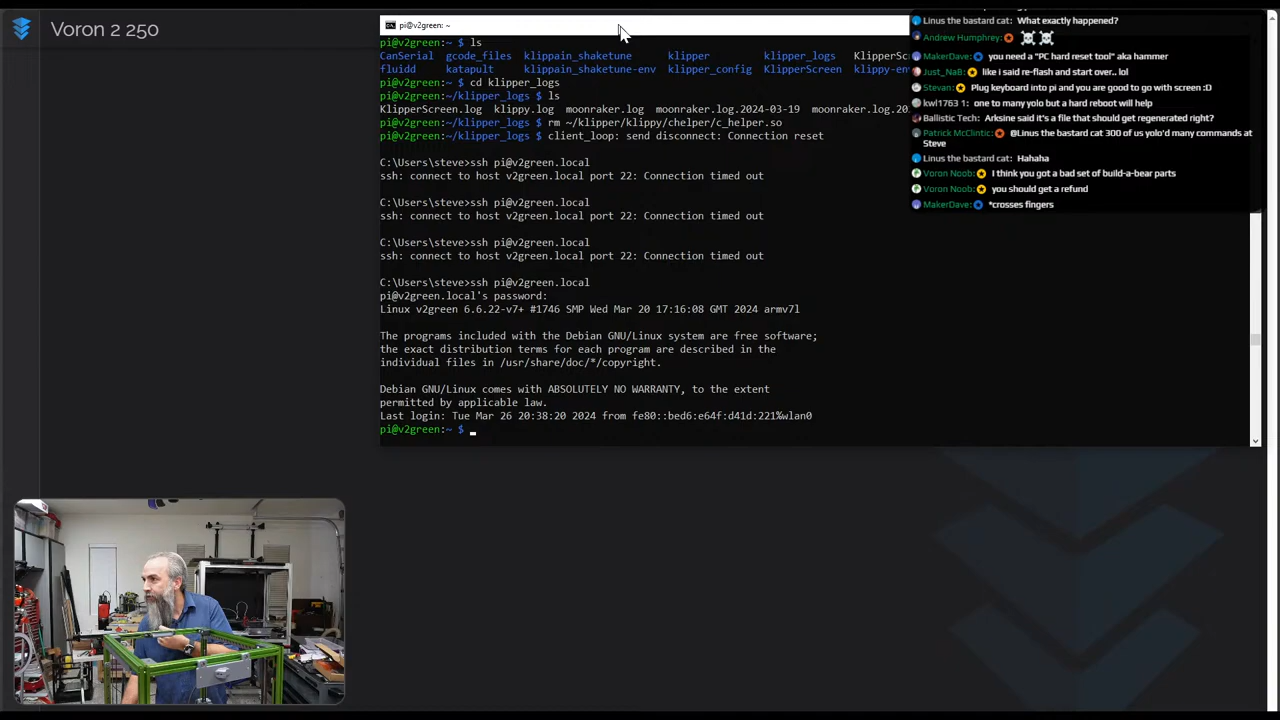 Voron 2 250
pi@v2green: ~
pi@v2green:~ $ ls
CanSerial gcode_files klippain_shaketune klipper klipper_logs KlipperScre
fluidd katapult klippain_shaketune-env klipper_config KlipperScreen klippy-en
pi@v2green:~ $ cd klipper_logs
pi@v2green:~/klipper_logs $ ls
KlipperScreen.log klippy.log moonraker.log moonraker.log.2024-03-19 moonraker.log.20
pi@v2green:~/klipper_logs $ rm ~/klipper/klippy/chelper/c_helper.so
pi@v2green:~/klipper_logs $ client_loop: send disconnect: Connection reset
C:\Users\steve>ssh pi@v2green.local
ssh: connect to host v2green.local port 22: Connection timed out
C:\Users\steve>ssh pi@v2green.local
ssh: connect to host v2green.local port 22: Connection timed out
C:\Users\steve>ssh pi@v2green.local
ssh: connect to host v2green.local port 22: Connection timed out
C:\Users\steve>ssh pi@v2green.local
pi@v2green.local's password:
Linux v2green 6.6.22-v7+ #1746 SMP Wed Mar 20 17:16:08 GMT 2024 armv7l
The programs included with the Debian GNU/Linux system are free software;
the exact distribution terms for each program are described in the
individual files in /usr/share/doc/*/copyright.
Debian GNU/Linux comes with ABSOLUTELY NO WARRANTY, to the extent
permitted by applicable law.
Last login: Tue Mar 26 20:38:20 2024 from fe80::bed6:e64f:d41d:221%wlan0
pi@v2green:~ $
Linus the bastard cat: What exactly happened?
Andrew Humphrey: ☠☠
MakerDave: you need a "PC hard reset tool" aka hammer
Just_NaB: like i said re-flash and start over.. lol
Stevan: Plug keyboard into pi and you are good to go with screen :D
kwl1763 1: one to many yolo but a hard reboot will help
Ballistic Tech: Arksine said it's a file that should get regenerated right?
Patrick McClintic: @Linus the bastard cat 300 of us yolo'd many commands at
Steve
Linus the bastard cat: Hahaha
Voron Noob: I think you got a bad set of build-a-bear parts
Voron Noob: you should get a refund
MakerDave: *crosses fingers